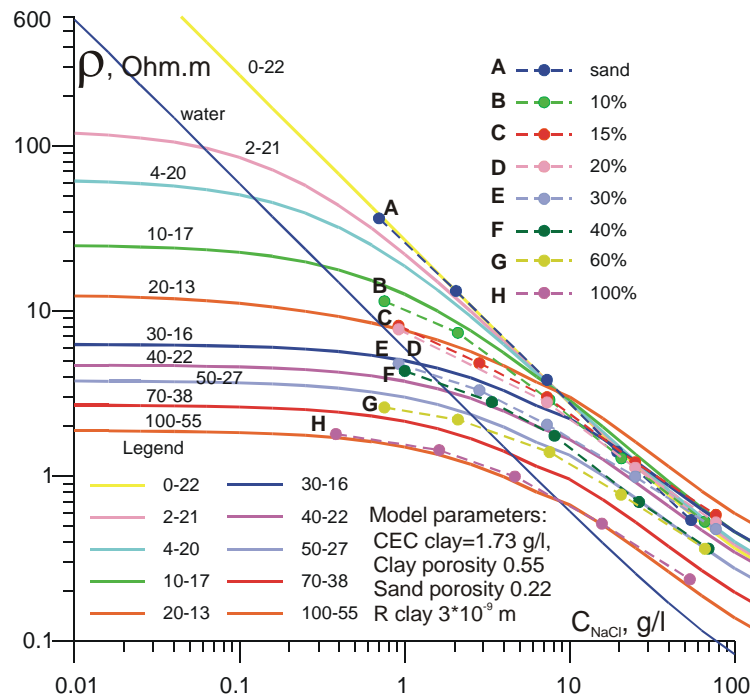 600
ρ, Ohm.m
100
10
1
0.1
0.01
0.1
1
10
100
C_NaCl, g/l
water
0-22
2-21
4-20
10-17
20-13
30-16
40-22
50-27
70-38
100-55
A
B
C
E D
F
G
H
A sand
B 10%
C 15%
D 20%
E 30%
F 40%
G 60%
H 100%
Legend
0-22 30-16
2-21 40-22
4-20 50-27
10-17 70-38
20-13 100-55
Model parameters:
CEC clay=1.73 g/l,
Clay porosity 0.55
Sand porosity 0.22
R clay 3*10⁻⁹ m